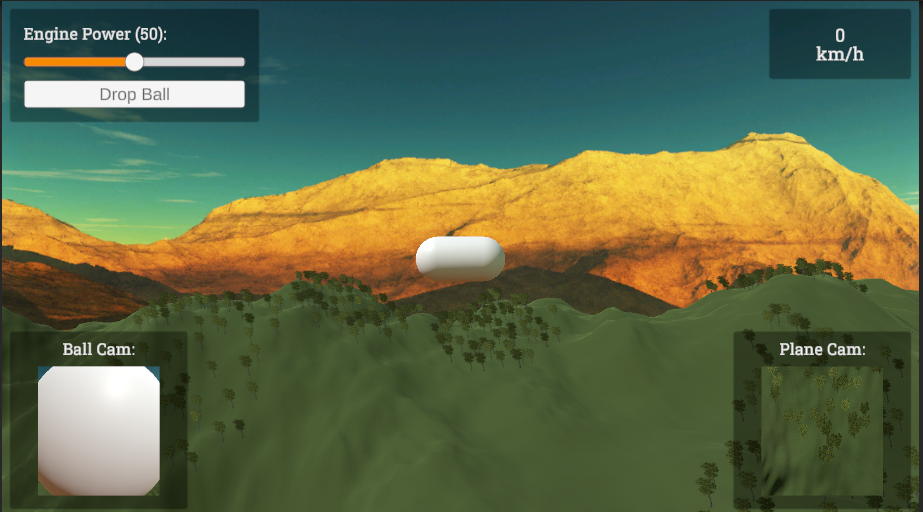 Engine Power (50):
Drop Ball
0
km/h
Ball Cam:
Plane Cam: